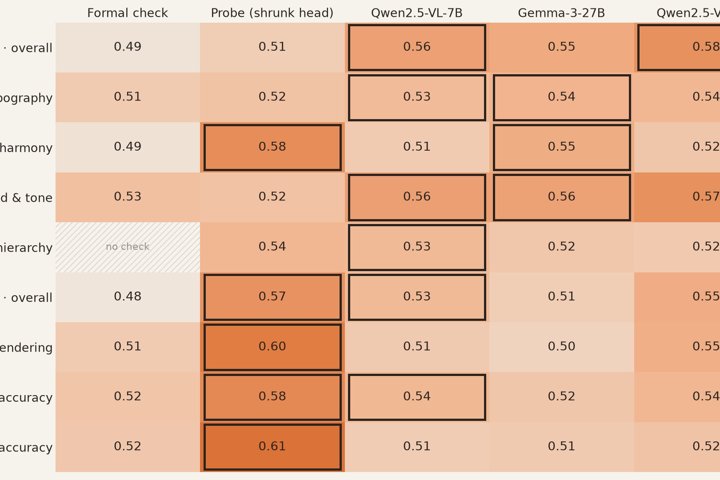 Formal check Probe (shrunk head) Qwen2.5-VL-7B Gemma-3-27B Qwen2.5-V
· overall 0.49 0.51 0.56 0.55 0.58
ography 0.51 0.52 0.53 0.54 0.54
harmony 0.49 0.58 0.51 0.55 0.52
d & tone 0.53 0.52 0.56 0.56 0.57
hierarchy no check 0.54 0.53 0.52 0.52
· overall 0.48 0.57 0.53 0.51 0.55
endering 0.51 0.60 0.51 0.50 0.55
accuracy 0.52 0.58 0.54 0.52 0.54
accuracy 0.52 0.61 0.51 0.51 0.52